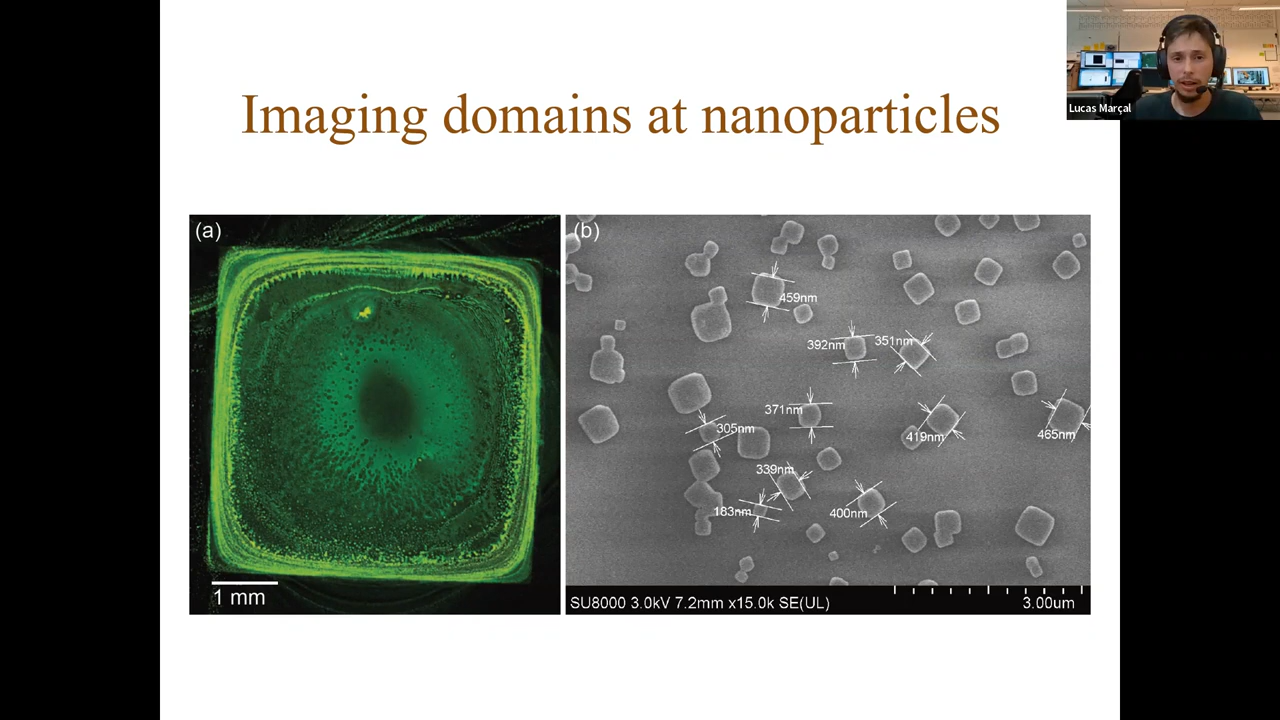 Imaging domains at nanoparticles
Lucas Marçal
(a)
1 mm
(b)
459nm
392nm
351nm
371nm
305nm
419nm
465nm
339nm
183nm
400nm
SU8000 3.0kV 7.2mm x15.0k SE(UL)
3.00um